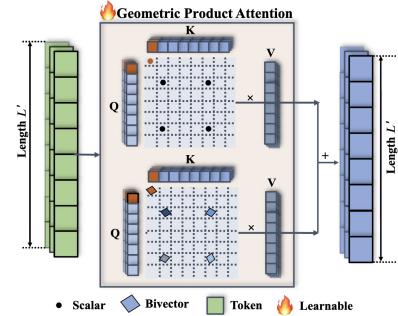 Geometric Product Attention
K
V
Q
×
Length L'
Length L'
+
K
V
Q
×
Scalar
Bivector
Token
Learnable